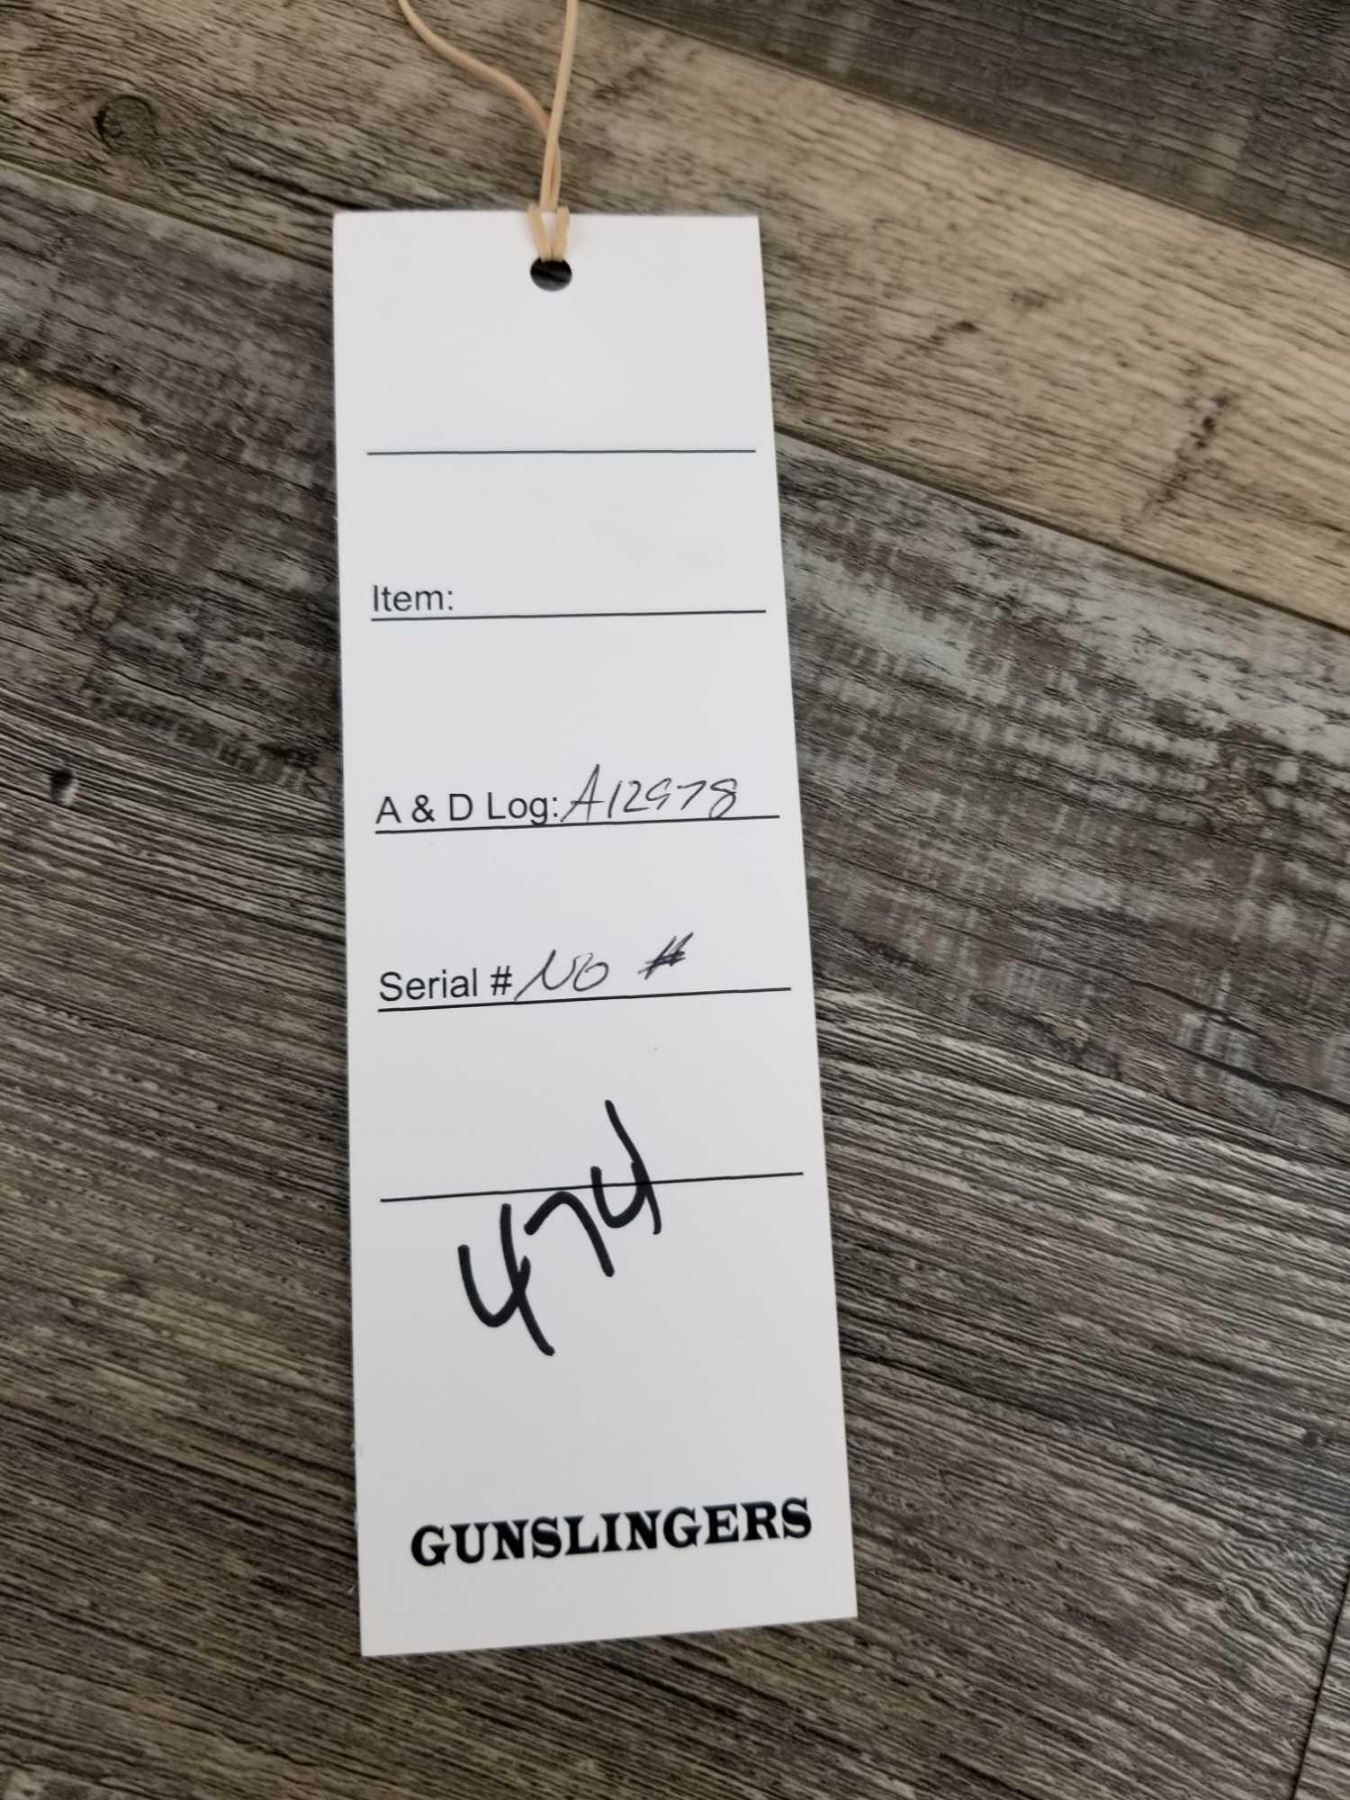 Item:
A & D Log: A12978
Serial # NO #
474
GUNSLINGERS